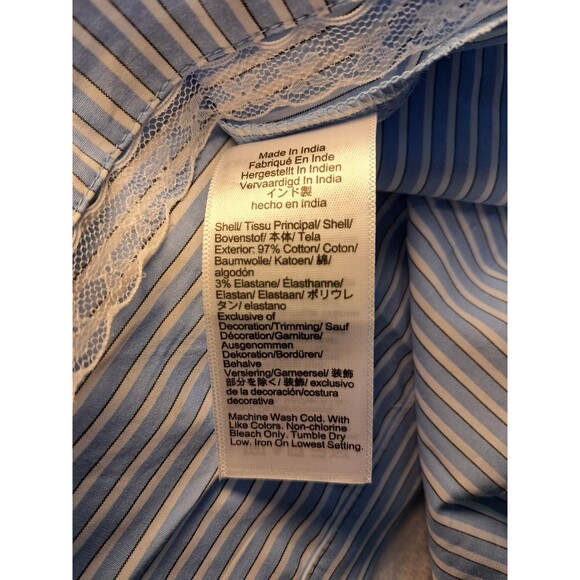 Made In India
Fabriqué En Inde
Hergestellt In Indien
Vervaardigd In India
インド製
hecho en india
Shell/ Tissu Principal/ Shell/
Bovenstof/ 本体/ Tela
Exterior: 97% Cotton/ Coton/
Baumwolle/ Katoen/ 綿/
algodón
3% Elastane/ Élasthanne/
Elastan/ Elastaan/ ポリウレ
タン/ elastano
Exclusive of
Decoration/Trimming/ Sauf
Décoration/Garniture/
Ausgenommen
Dekoration/Bordüren/
Behalve
Versiering/Garneersel/ 装飾
部分を除く/ 装飾/ exclusivo
de la decoración/costura
decorativa
Machine Wash Cold. With
Like Colors. Non-chlorine
Bleach Only. Tumble Dry
Low. Iron On Lowest Setting.